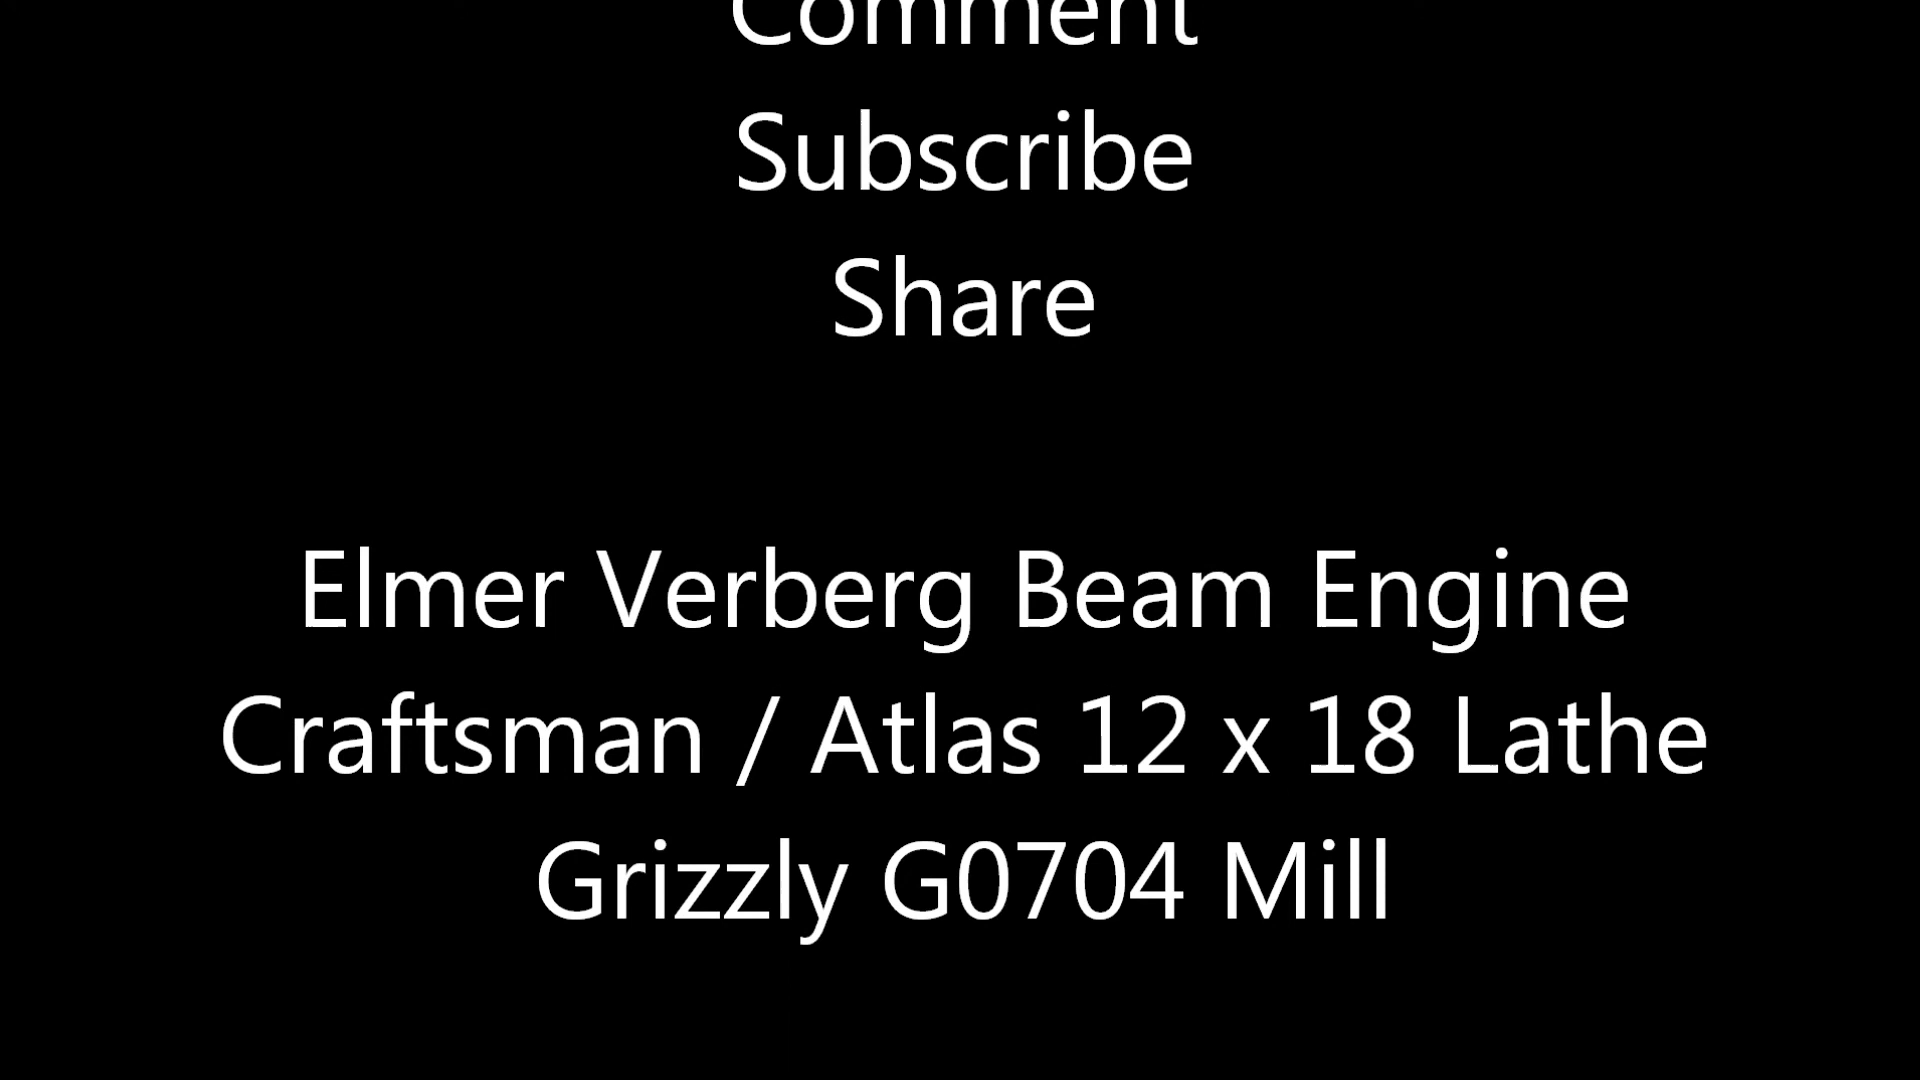 Comment
Subscribe
Share
Elmer Verberg Beam Engine
Craftsman / Atlas 12 x 18 Lathe
Grizzly G0704 Mill